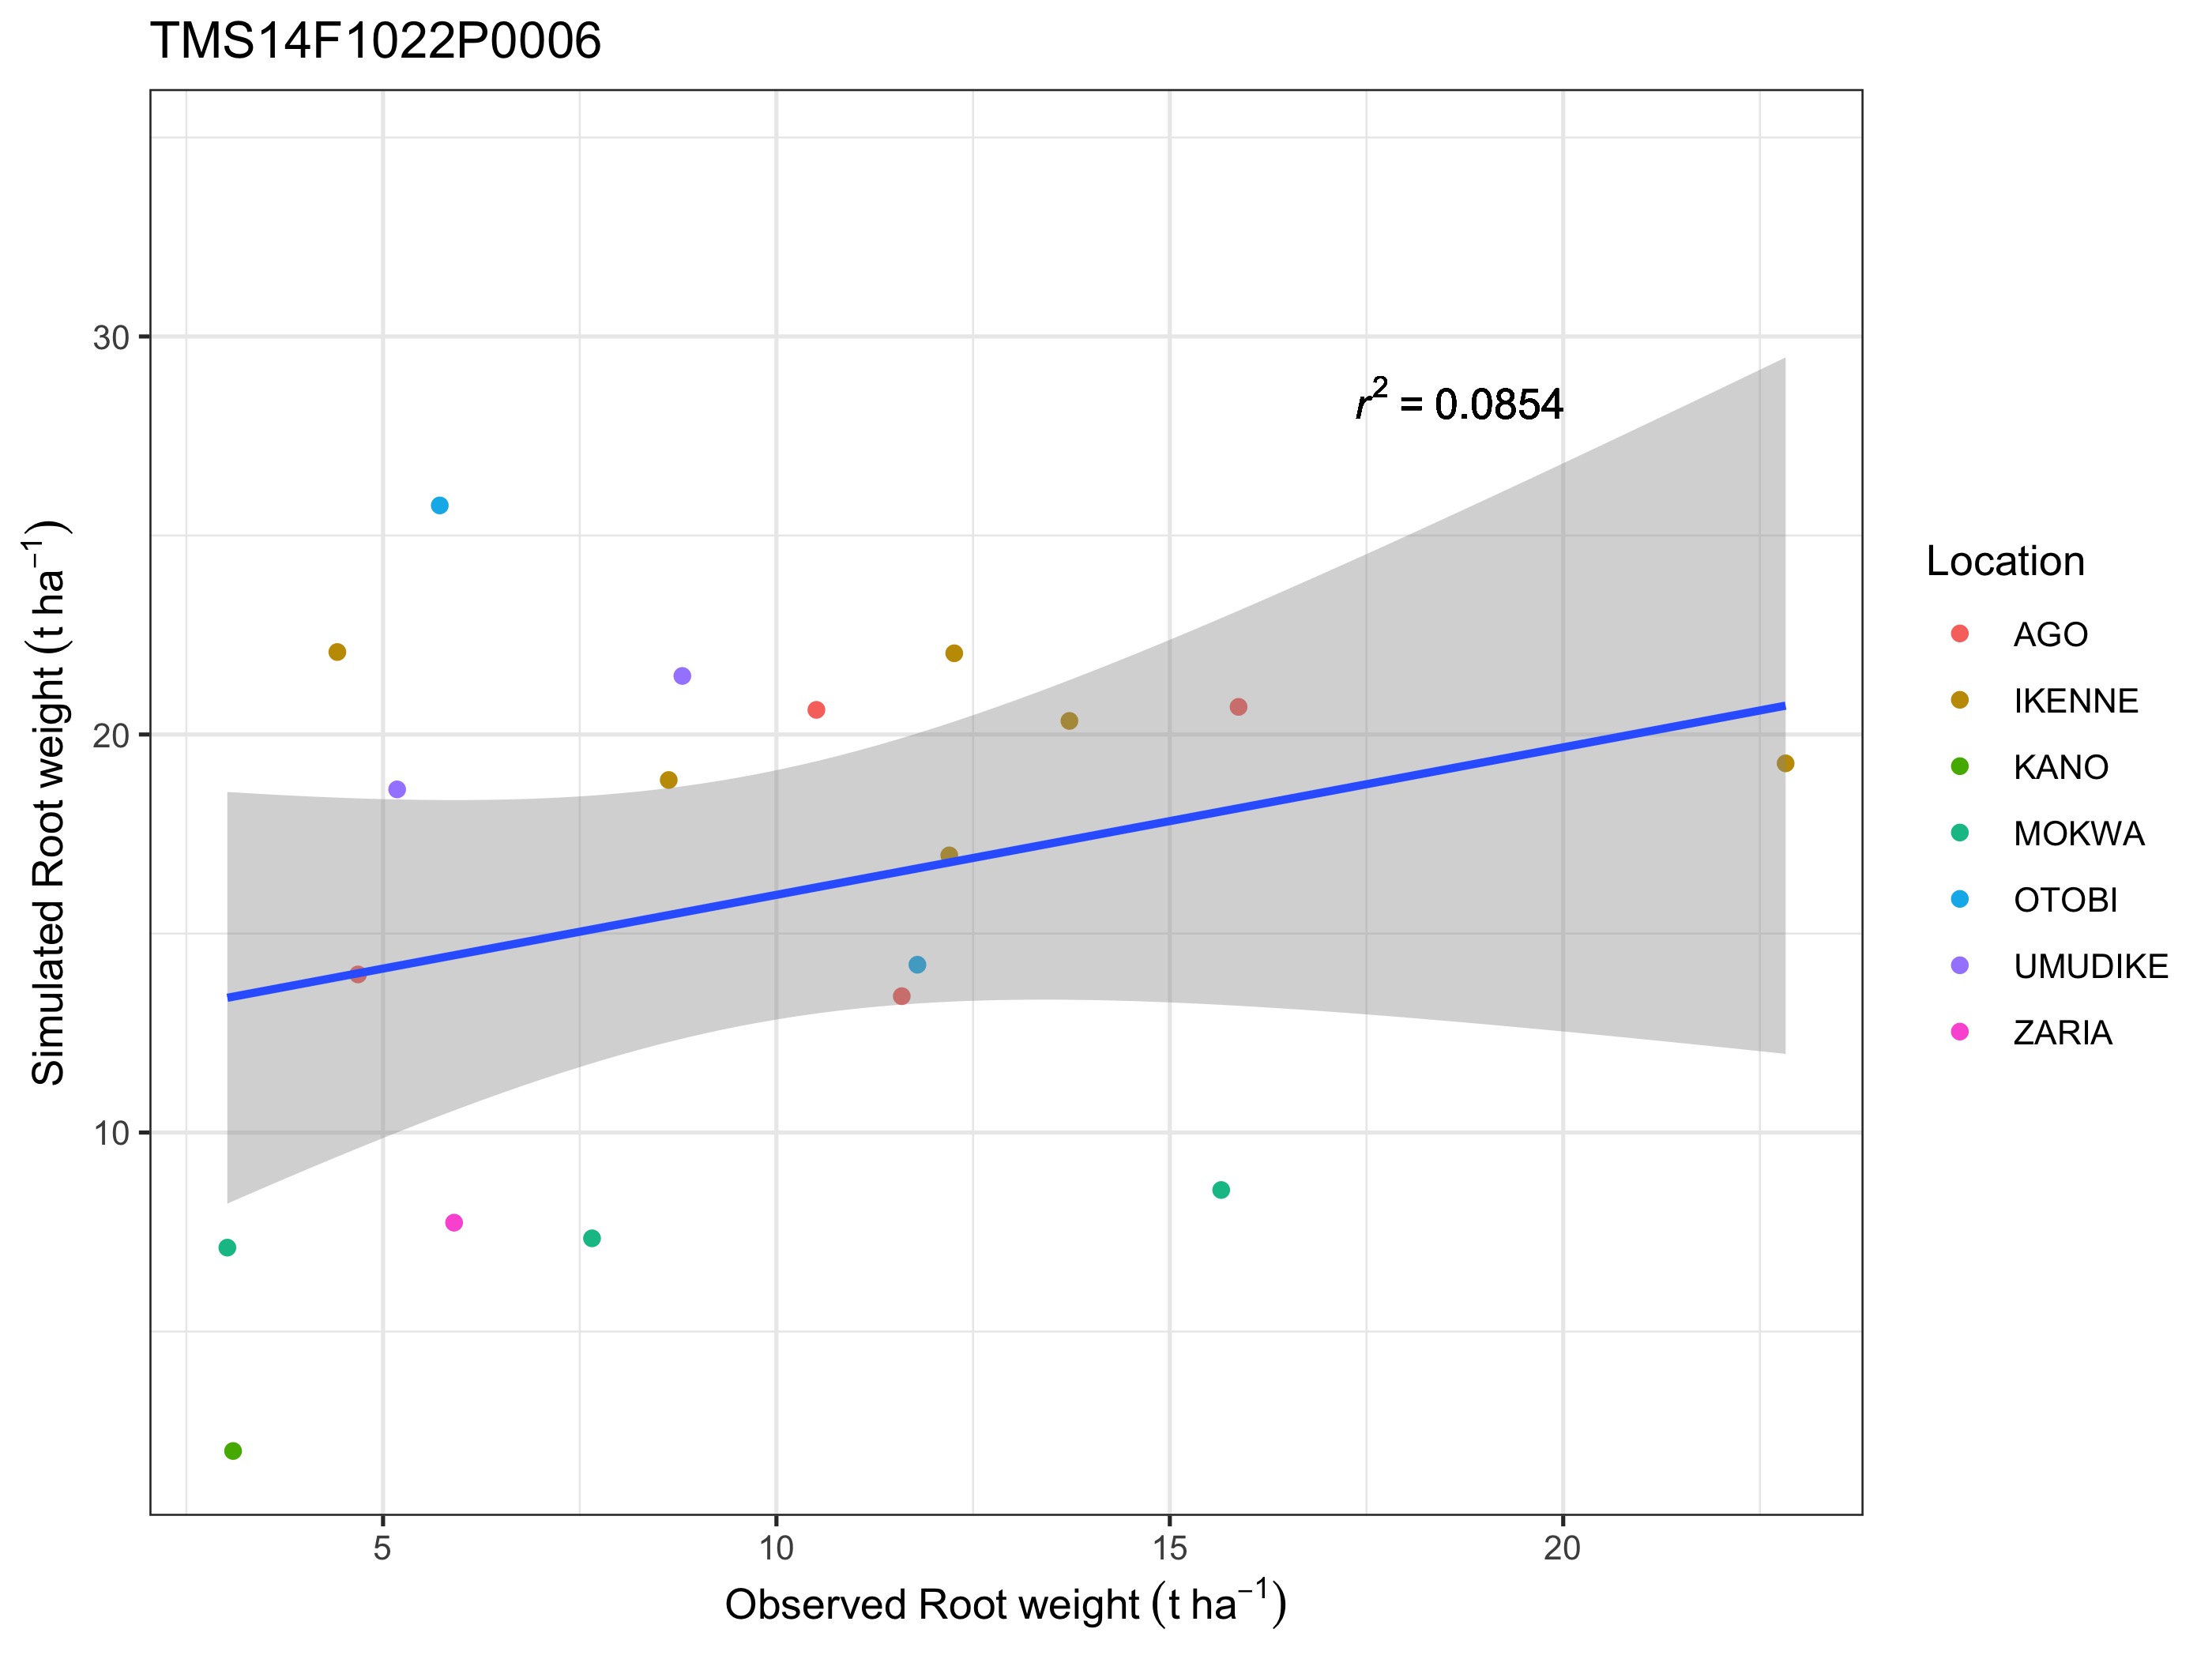 TMS14F1022P0006
r² = 0.0854
30
20
10
Simulated Root weight (t ha⁻¹)
5 10 15 20
Observed Root weight (t ha⁻¹)
Location
AGO
IKENNE
KANO
MOKWA
OTOBI
UMUDIKE
ZARIA